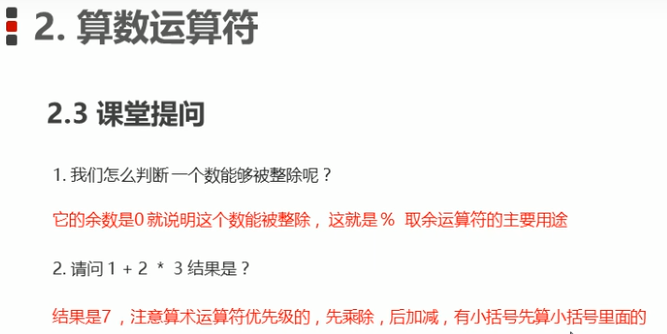 2. 算数运算符
2.3 课堂提问
1. 我们怎么判断一个数能够被整除呢？
它的余数是0 就说明这个数能被整除，这就是 % 取余运算符的主要用途
2. 请问 1 + 2 * 3 结果是？
结果是7 ，注意算术运算符优先级的，先乘除，后加减，有小括号先算小括号里面的